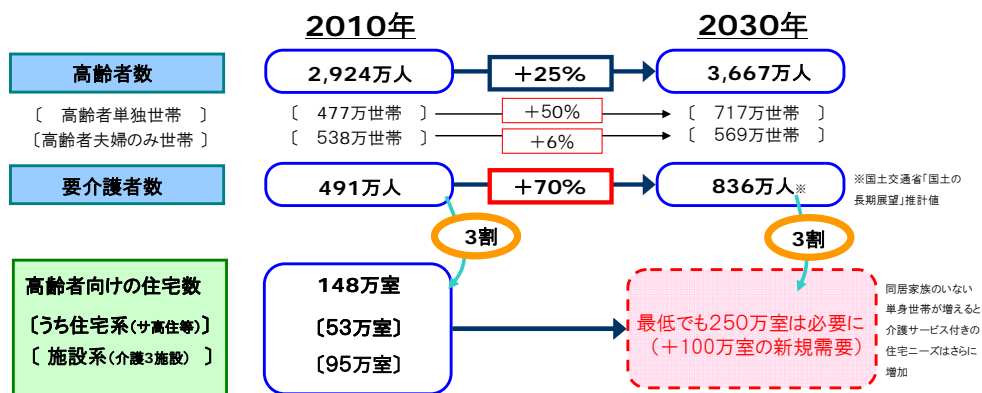 2010年
2030年
高齢者数
2,924万人
+25%
3,667万人
〔 高齢者単独世帯 〕
〔 477万世帯 〕
+50%
〔 717万世帯 〕
〔高齢者夫婦のみ世帯 〕
〔 538万世帯 〕
+6%
〔 569万世帯 〕
要介護者数
491万人
+70%
836万人※
※国土交通省「国土の
長期展望」推計値
3割
3割
高齢者向けの住宅数
〔うち住宅系(サ高住等)〕
〔 施設系(介護3施設) 〕
148万室
〔53万室〕
〔95万室〕
最低でも250万室は必要に
(+100万室の新規需要)
同居家族のいない
単身世帯が増えると
介護サービス付きの
住宅ニーズはさらに
増加